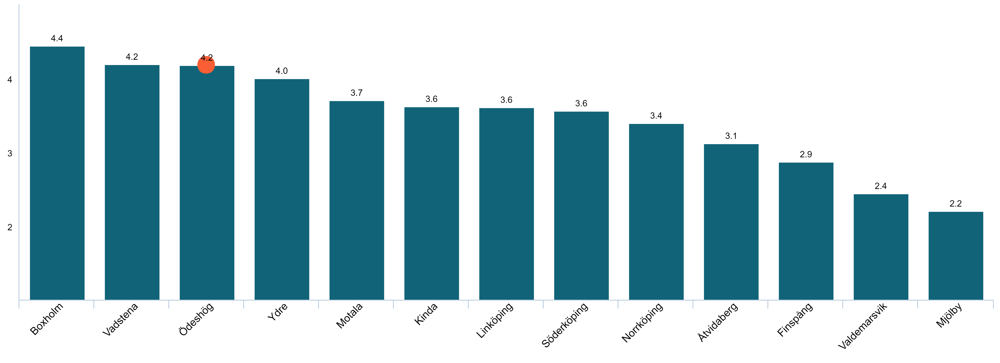 4.4
4.2
4.2
4.0
3.7
3.6
3.6
3.6
3.4
3.1
2.9
2.4
2.2
4
3
2
Boxholm
Vadstena
Ödeshög
Ydre
Motala
Kinda
Linköping
Söderköping
Norrköping
Åtvidaberg
Finspång
Valdemarsvik
Mjölby